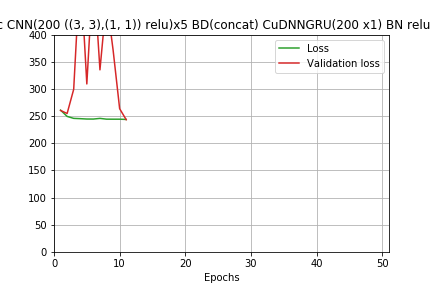 c CNN(200 ((3, 3),(1, 1)) relu)x5 BD(concat) CuDNNGRU(200 x1) BN relu
Loss
Validation loss
400
350
300
250
200
150
100
50
0
0 10 20 30 40 50
Epochs